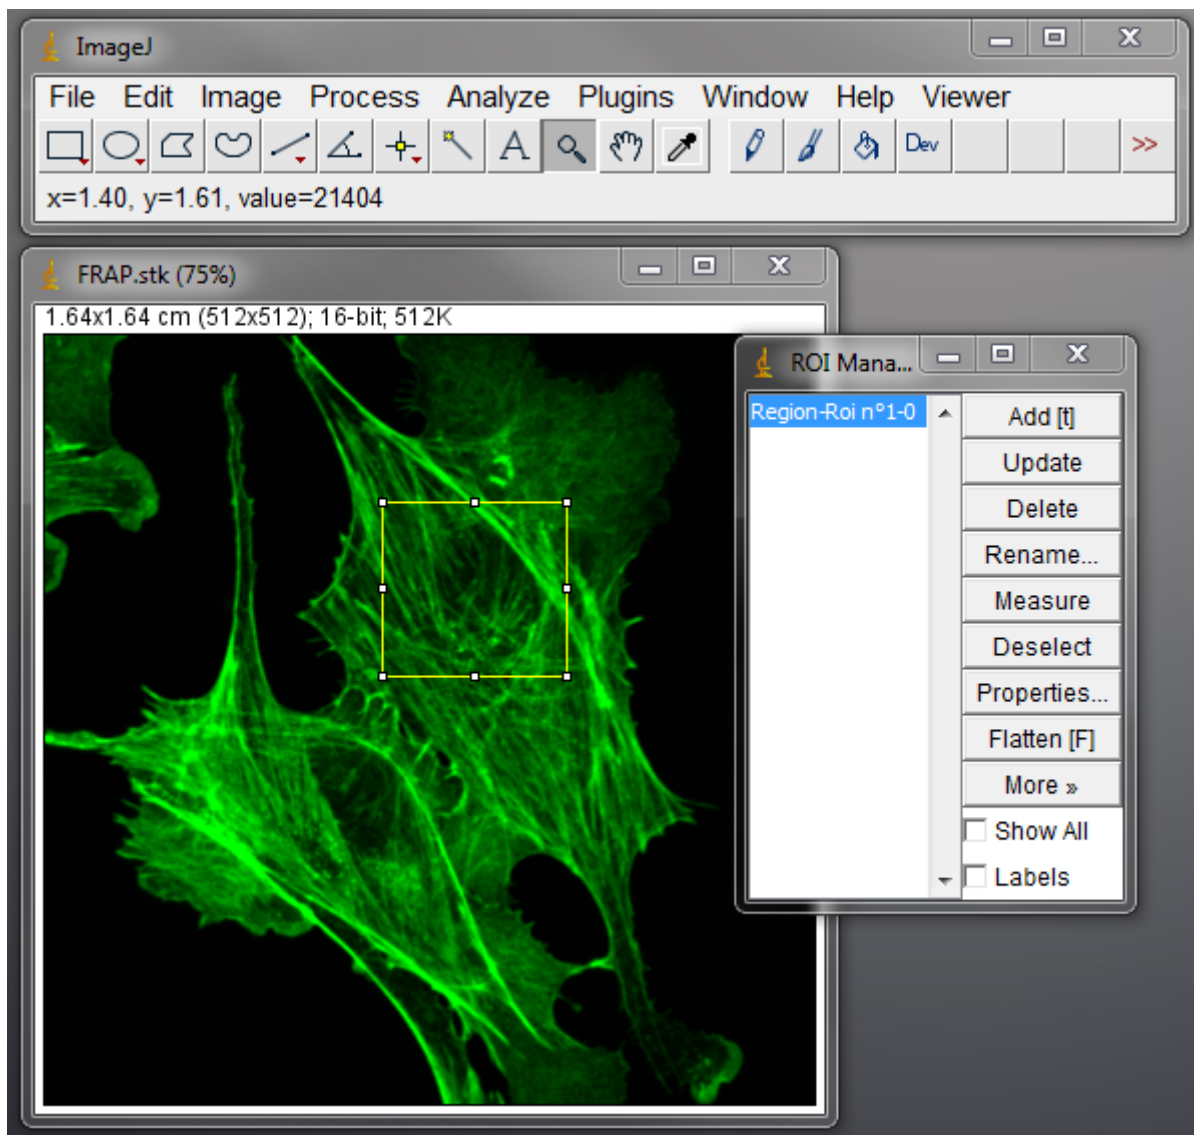 ImageJ
File Edit Image Process Analyze Plugins Window Help Viewer
A Dev >>
x=1.40, y=1.61, value=21404
FRAP.stk (75%)
1.64x1.64 cm (512x512); 16-bit; 512K
ROI Mana...
Region-Roi n°1-0
Add [t]
Update
Delete
Rename...
Measure
Deselect
Properties...
Flatten [F]
More »
Show All
Labels